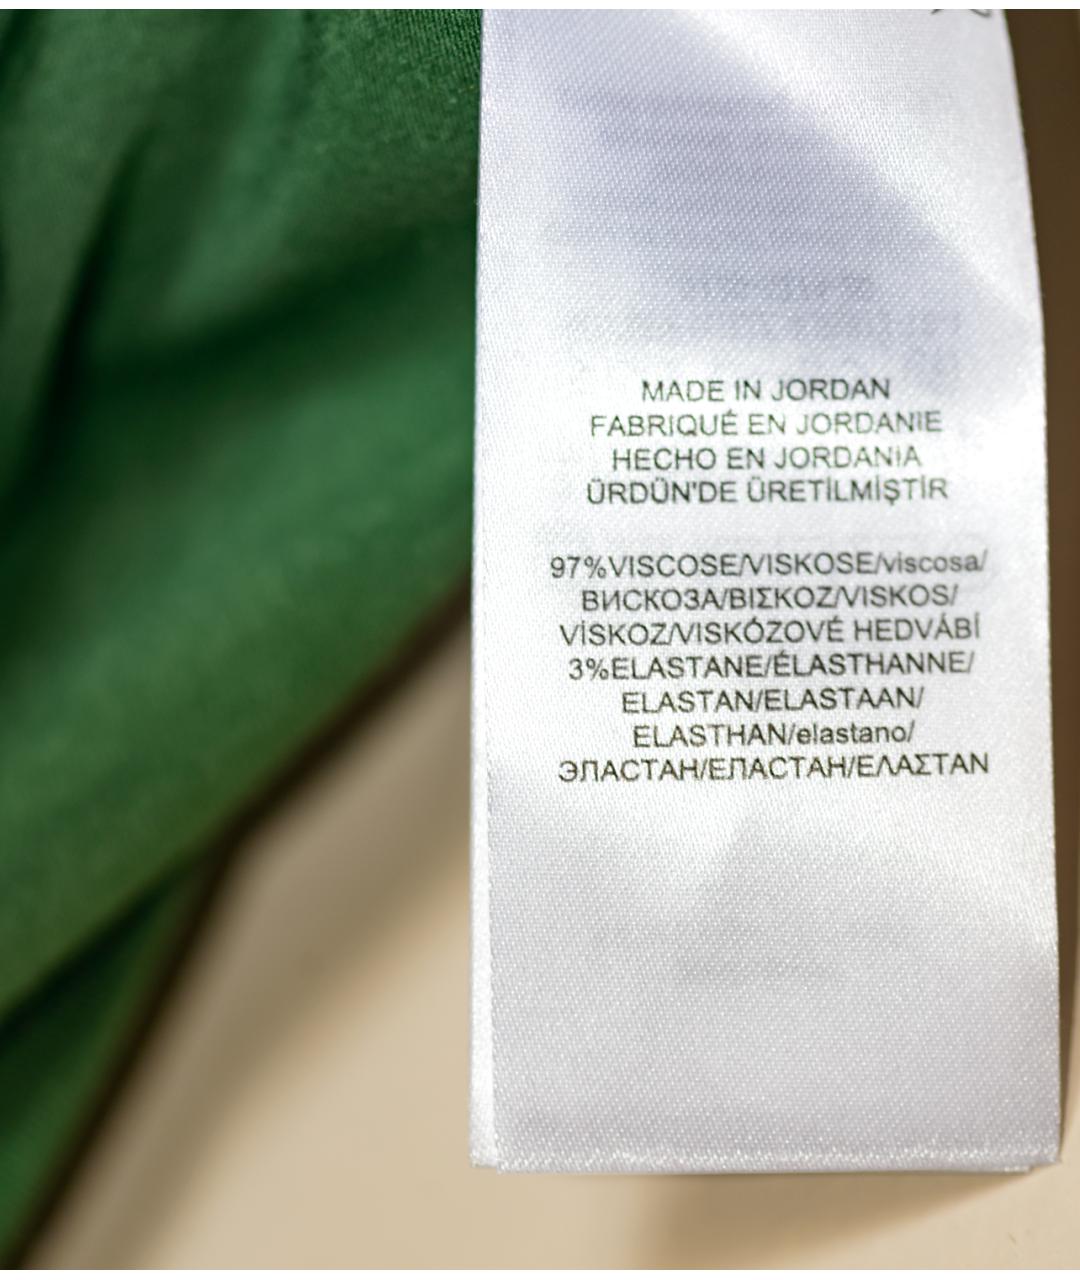 MADE IN JORDAN
FABRIQUÉ EN JORDANIE
HECHO EN JORDANIA
ÜRDÜN'DE ÜRETİLMİŞTİR
97%VISCOSE/VISKOSE/viscosa/
ВИСКОЗА/ΒΙΣΚΟΖ/VISKOS/
VİSKOZ/VISKÓZOVÉ HEDVÁBÍ
3%ELASTANE/ÉLASTHANNE/
ELASTAN/ELASTAAN/
ELASTHAN/elastano/
ЭЛАСТАН/ЕЛАСТАН/ΕΛΑΣΤΑΝ